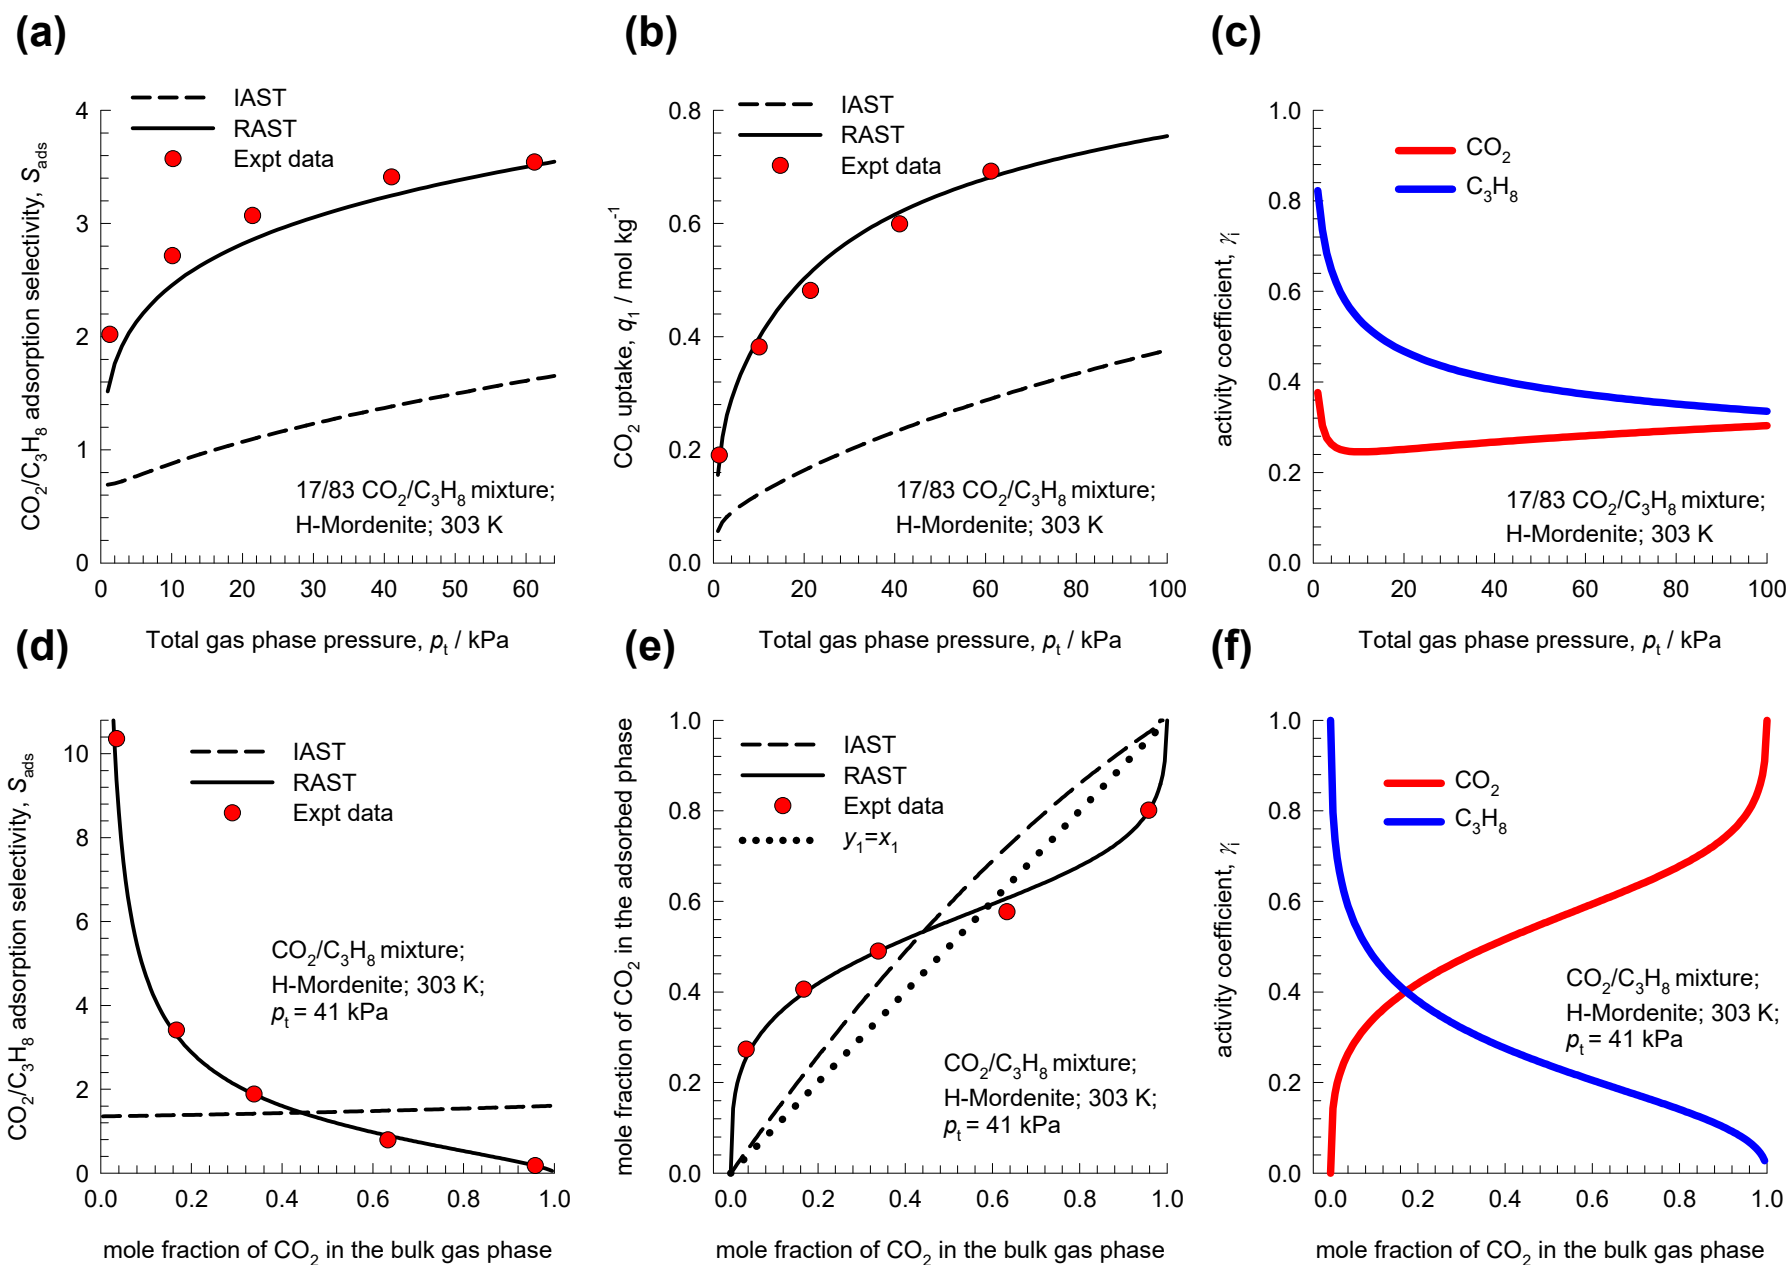 (a)
IAST
RAST
Expt data
CO2/C3H8 adsorption selectivity, Sads
4
3
2
1
0
17/83 CO2/C3H8 mixture;
H-Mordenite; 303 K
0 10 20 30 40 50 60
Total gas phase pressure, pt / kPa
(b)
IAST
RAST
Expt data
CO2 uptake, q1 / mol kg-1
0.8
0.6
0.4
0.2
0.0
17/83 CO2/C3H8 mixture;
H-Mordenite; 303 K
0 20 40 60 80 100
Total gas phase pressure, pt / kPa
(c)
CO2
C3H8
activity coefficient, γi
1.0
0.8
0.6
0.4
0.2
0.0
17/83 CO2/C3H8 mixture;
H-Mordenite; 303 K
0 20 40 60 80 100
Total gas phase pressure, pt / kPa
(d)
IAST
RAST
Expt data
CO2/C3H8 adsorption selectivity, Sads
10
8
6
4
2
0
CO2/C3H8 mixture;
H-Mordenite; 303 K;
pt = 41 kPa
0.0 0.2 0.4 0.6 0.8 1.0
mole fraction of CO2 in the bulk gas phase
(e)
IAST
RAST
Expt data
y1=x1
mole fraction of CO2 in the adsorbed phase
1.0
0.8
0.6
0.4
0.2
0.0
CO2/C3H8 mixture;
H-Mordenite; 303 K;
pt = 41 kPa
0.0 0.2 0.4 0.6 0.8 1.0
mole fraction of CO2 in the bulk gas phase
(f)
CO2
C3H8
activity coefficient, γi
1.0
0.8
0.6
0.4
0.2
0.0
CO2/C3H8 mixture;
H-Mordenite; 303 K;
pt = 41 kPa
0.0 0.2 0.4 0.6 0.8 1.0
mole fraction of CO2 in the bulk gas phase